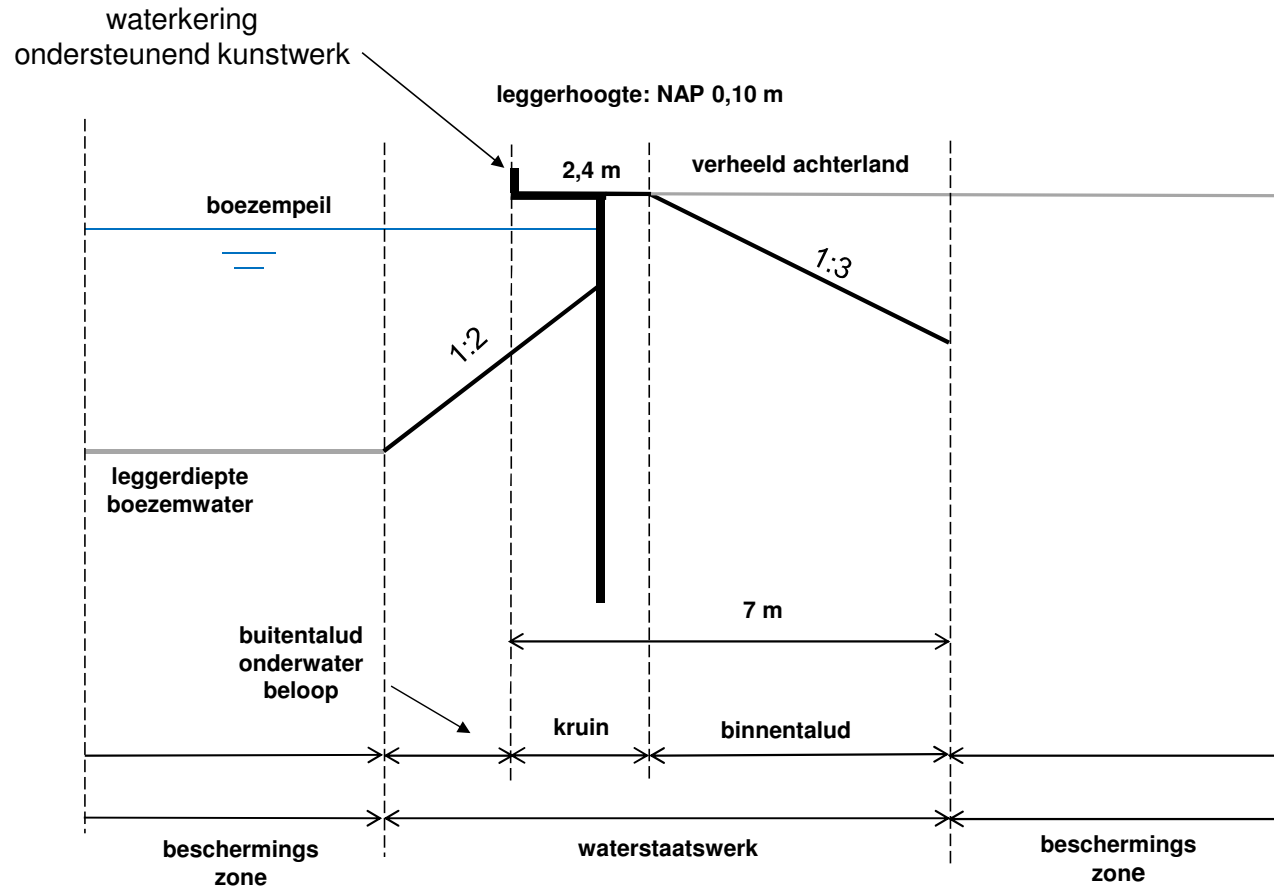 waterkering
ondersteunend kunstwerk
leggerhoogte: NAP 0,10 m
2,4 m
verheeld achterland
boezempeil
1:3
1:2
leggerdiepte
boezemwater
7 m
buitentalud
onderwater
beloop
kruin
binnentalud
beschermings
zone
waterstaatswerk
beschermings
zone